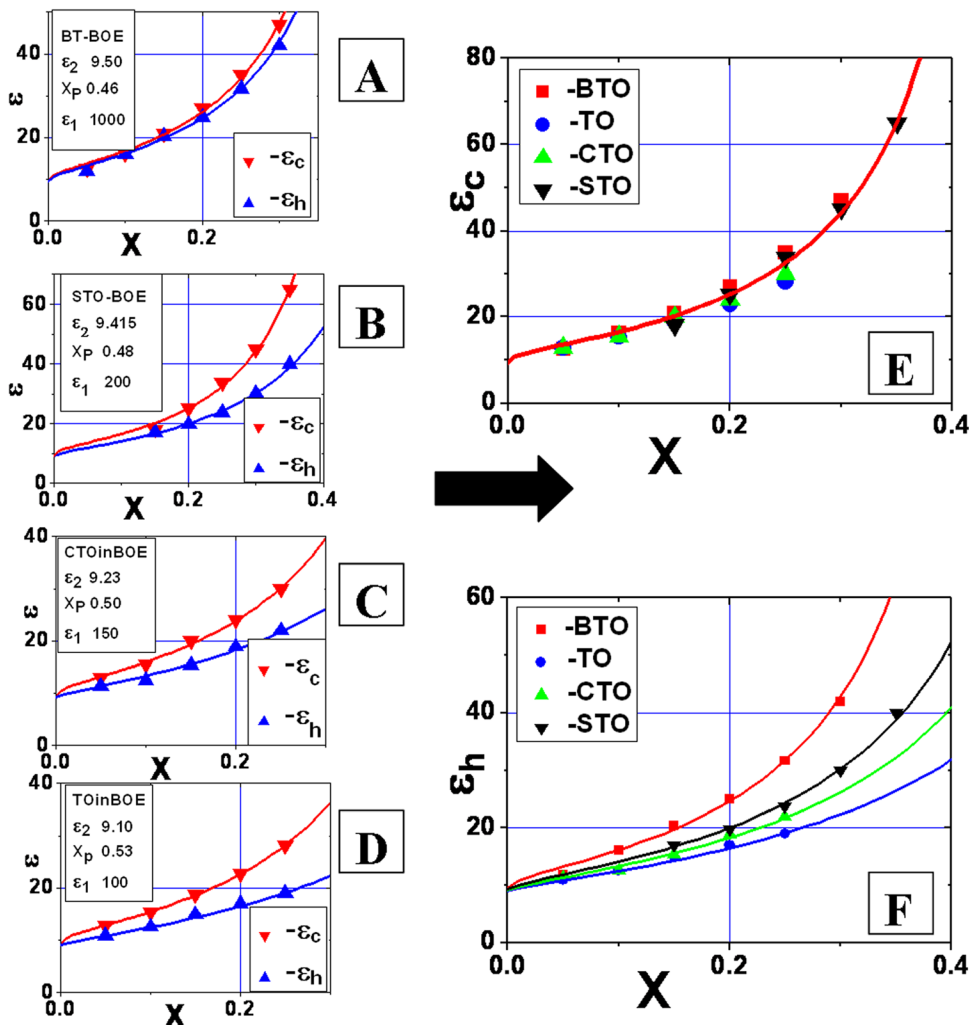 BT-BOE
ε2 9.50
XP 0.46
ε1 1000
-εc
-εh
ε
40
20
0
0.0
0.2
X
A
STO-BOE
ε2 9.415
XP 0.48
ε1 200
-εc
-εh
ε
60
40
20
0
0.0
0.2
0.4
X
B
CTOinBOE
ε2 9.23
XP 0.50
ε1 150
-εc
-εh
ε
40
20
0
0.0
0.2
X
C
TOinBOE
ε2 9.10
Xp 0.53
ε1 100
-εc
-εh
ε
40
20
0
0.0
0.2
X
D
-BTO
-TO
-CTO
-STO
εc
80
60
40
20
0
0.0
0.2
0.4
X
E
-BTO
-TO
-CTO
-STO
εh
60
40
20
0
0.0
0.2
0.4
X
F